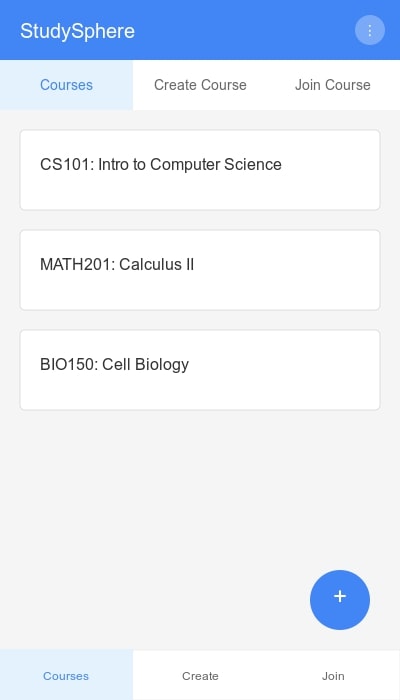 StudySphere
⋮
Courses
Create Course
Join Course
CS101: Intro to Computer Science
MATH201: Calculus II
BIO150: Cell Biology
+
Courses
Create
Join